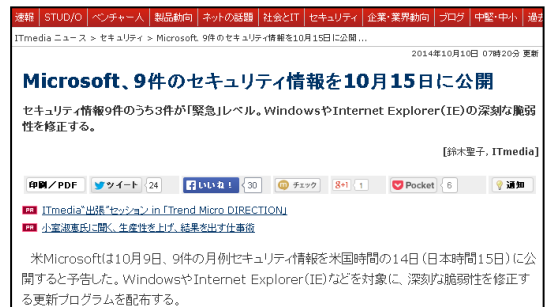 速報 STUD/O ベンチャー人 製品動向 ネットの話題 社会とIT セキュリティ 企業・業界動向 ブログ 中堅・中小 過去
ITmedia ニュース > セキュリティ > Microsoft、9件のセキュリティ情報を10月15日に公開...
2014年10月10日 07時20分 更新
Microsoft、9件のセキュリティ情報を10月15日に公開
セキュリティ情報9件のうち3件が「緊急」レベル。WindowsやInternet Explorer(IE)の深刻な脆弱
性を修正する。
[鈴木聖子, ITmedia]
印刷／PDF ツイート 24 いいね！ 30 チェック 8+1 1 Pocket 6 通知
PR ITmedia"出張"セッション in「Trend Micro DIRECTION」
PR 小室淑恵氏に聞く、生産性を上げ、結果を出す仕事術
米Microsoftは10月9日、9件の月例セキュリティ情報を米国時間の14日(日本時間15日)に公
開すると予告した。WindowsやInternet Explorer(IE)などを対象に、深刻な脆弱性を修正す
る更新プログラムを配布する。